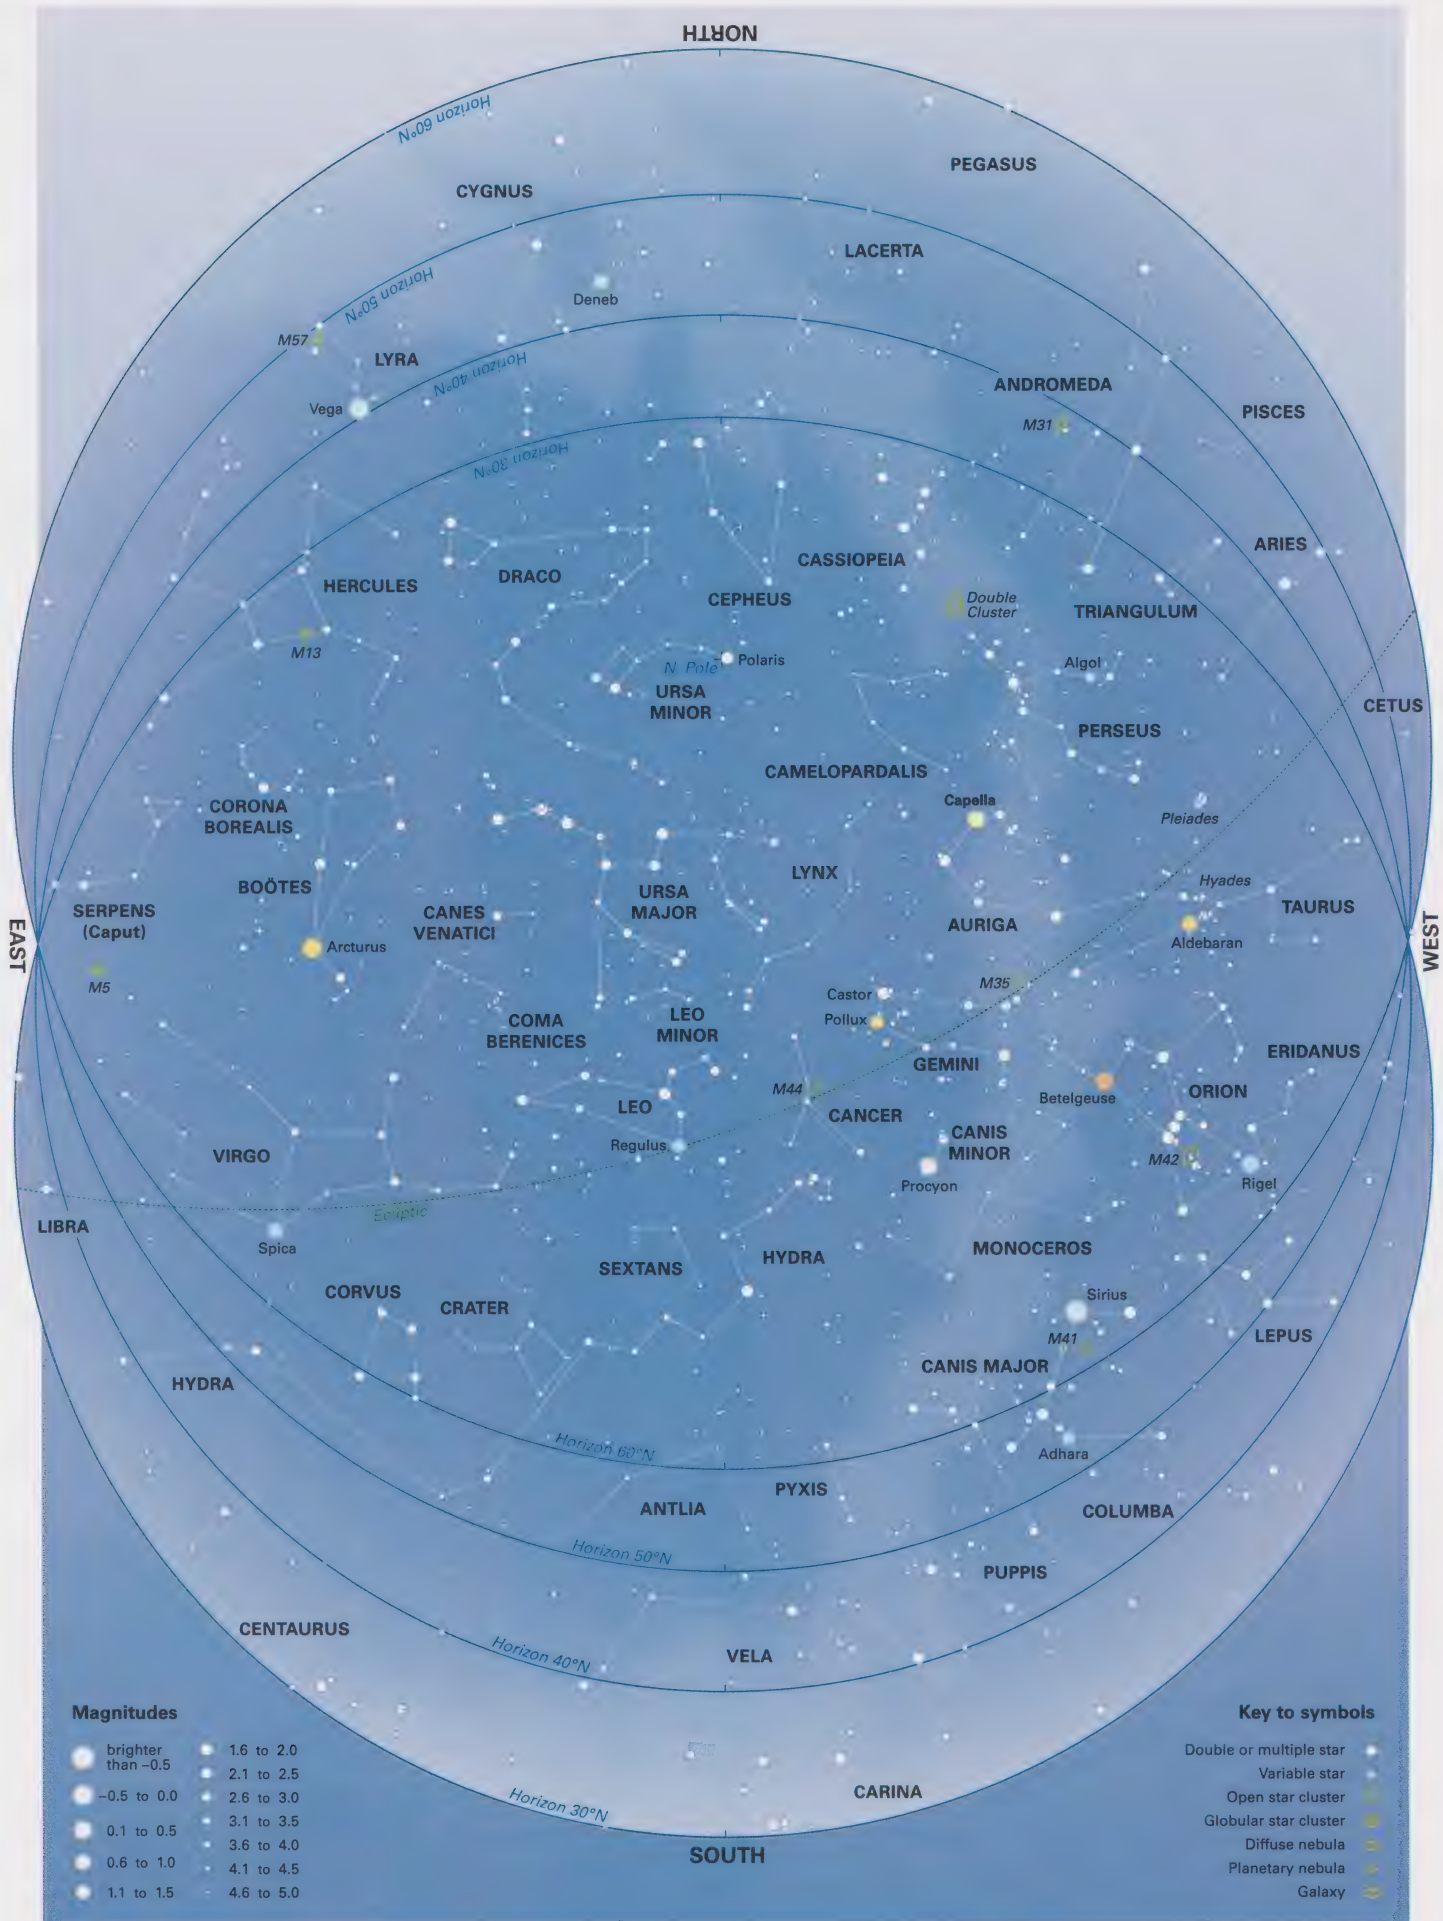 NORTH
Horizon 60°N
PEGASUS
CYGNUS
LACERTA
Horizon 50°N
Deneb
M57
LYRA
Horizon 40°N
ANDROMEDA
Vega
PISCES
M31
Horizon 30°N
ARIES
CASSIOPEIA
DRACO
HERCULES
CEPHEUS
Double
Cluster
TRIANGULUM
M13
N. Pole
Polaris
Algol
URSA
MINOR
CETUS
PERSEUS
CAMELOPARDALIS
Capella
CORONA
BOREALIS
Pleiades
LYNX
Hyades
BOÖTES
URSA
MAJOR
SERPENS
(Caput)
CANES
VENATICI
TAURUS
AURIGA
EAST
WEST
Arcturus
Aldebaran
M5
M35
Castor
Pollux
COMA
BERENICES
LEO
MINOR
ERIDANUS
GEMINI
M44
ORION
Betelgeuse
LEO
CANCER
CANIS
MINOR
Regulus
VIRGO
M42
Procyon
Rigel
Ecliptic
LIBRA
Spica
MONOCEROS
HYDRA
SEXTANS
CORVUS
CRATER
Sirius
LEPUS
M41
CANIS MAJOR
HYDRA
Horizon 60°N
Adhara
PYXIS
ANTLIA
COLUMBA
Horizon 50°N
PUPPIS
CENTAURUS
Horizon 40°N
VELA
CARINA
Horizon 30°N
SOUTH
Magnitudes
brighter
than –0.5
–0.5 to 0.0
0.1 to 0.5
0.6 to 1.0
1.1 to 1.5
1.6 to 2.0
2.1 to 2.5
2.6 to 3.0
3.1 to 3.5
3.6 to 4.0
4.1 to 4.5
4.6 to 5.0
Key to symbols
Double or multiple star
Variable star
Open star cluster
Globular star cluster
Diffuse nebula
Planetary nebula
Galaxy